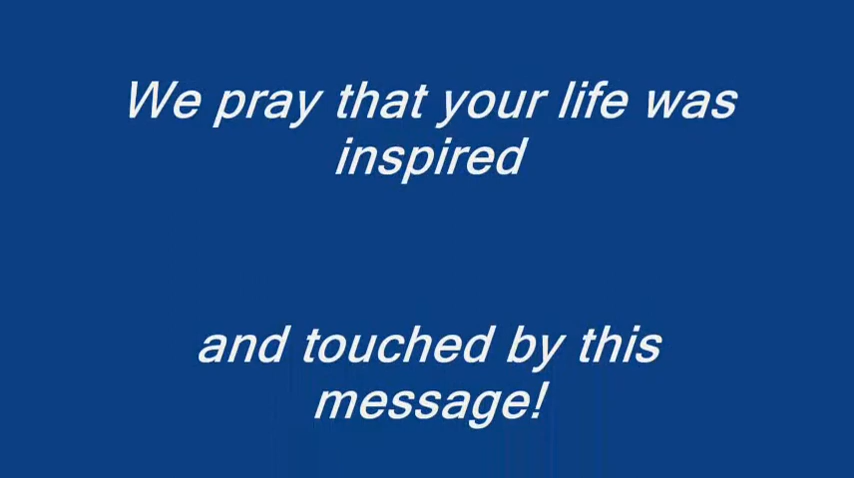 We pray that your life was
inspired
and touched by this
message!